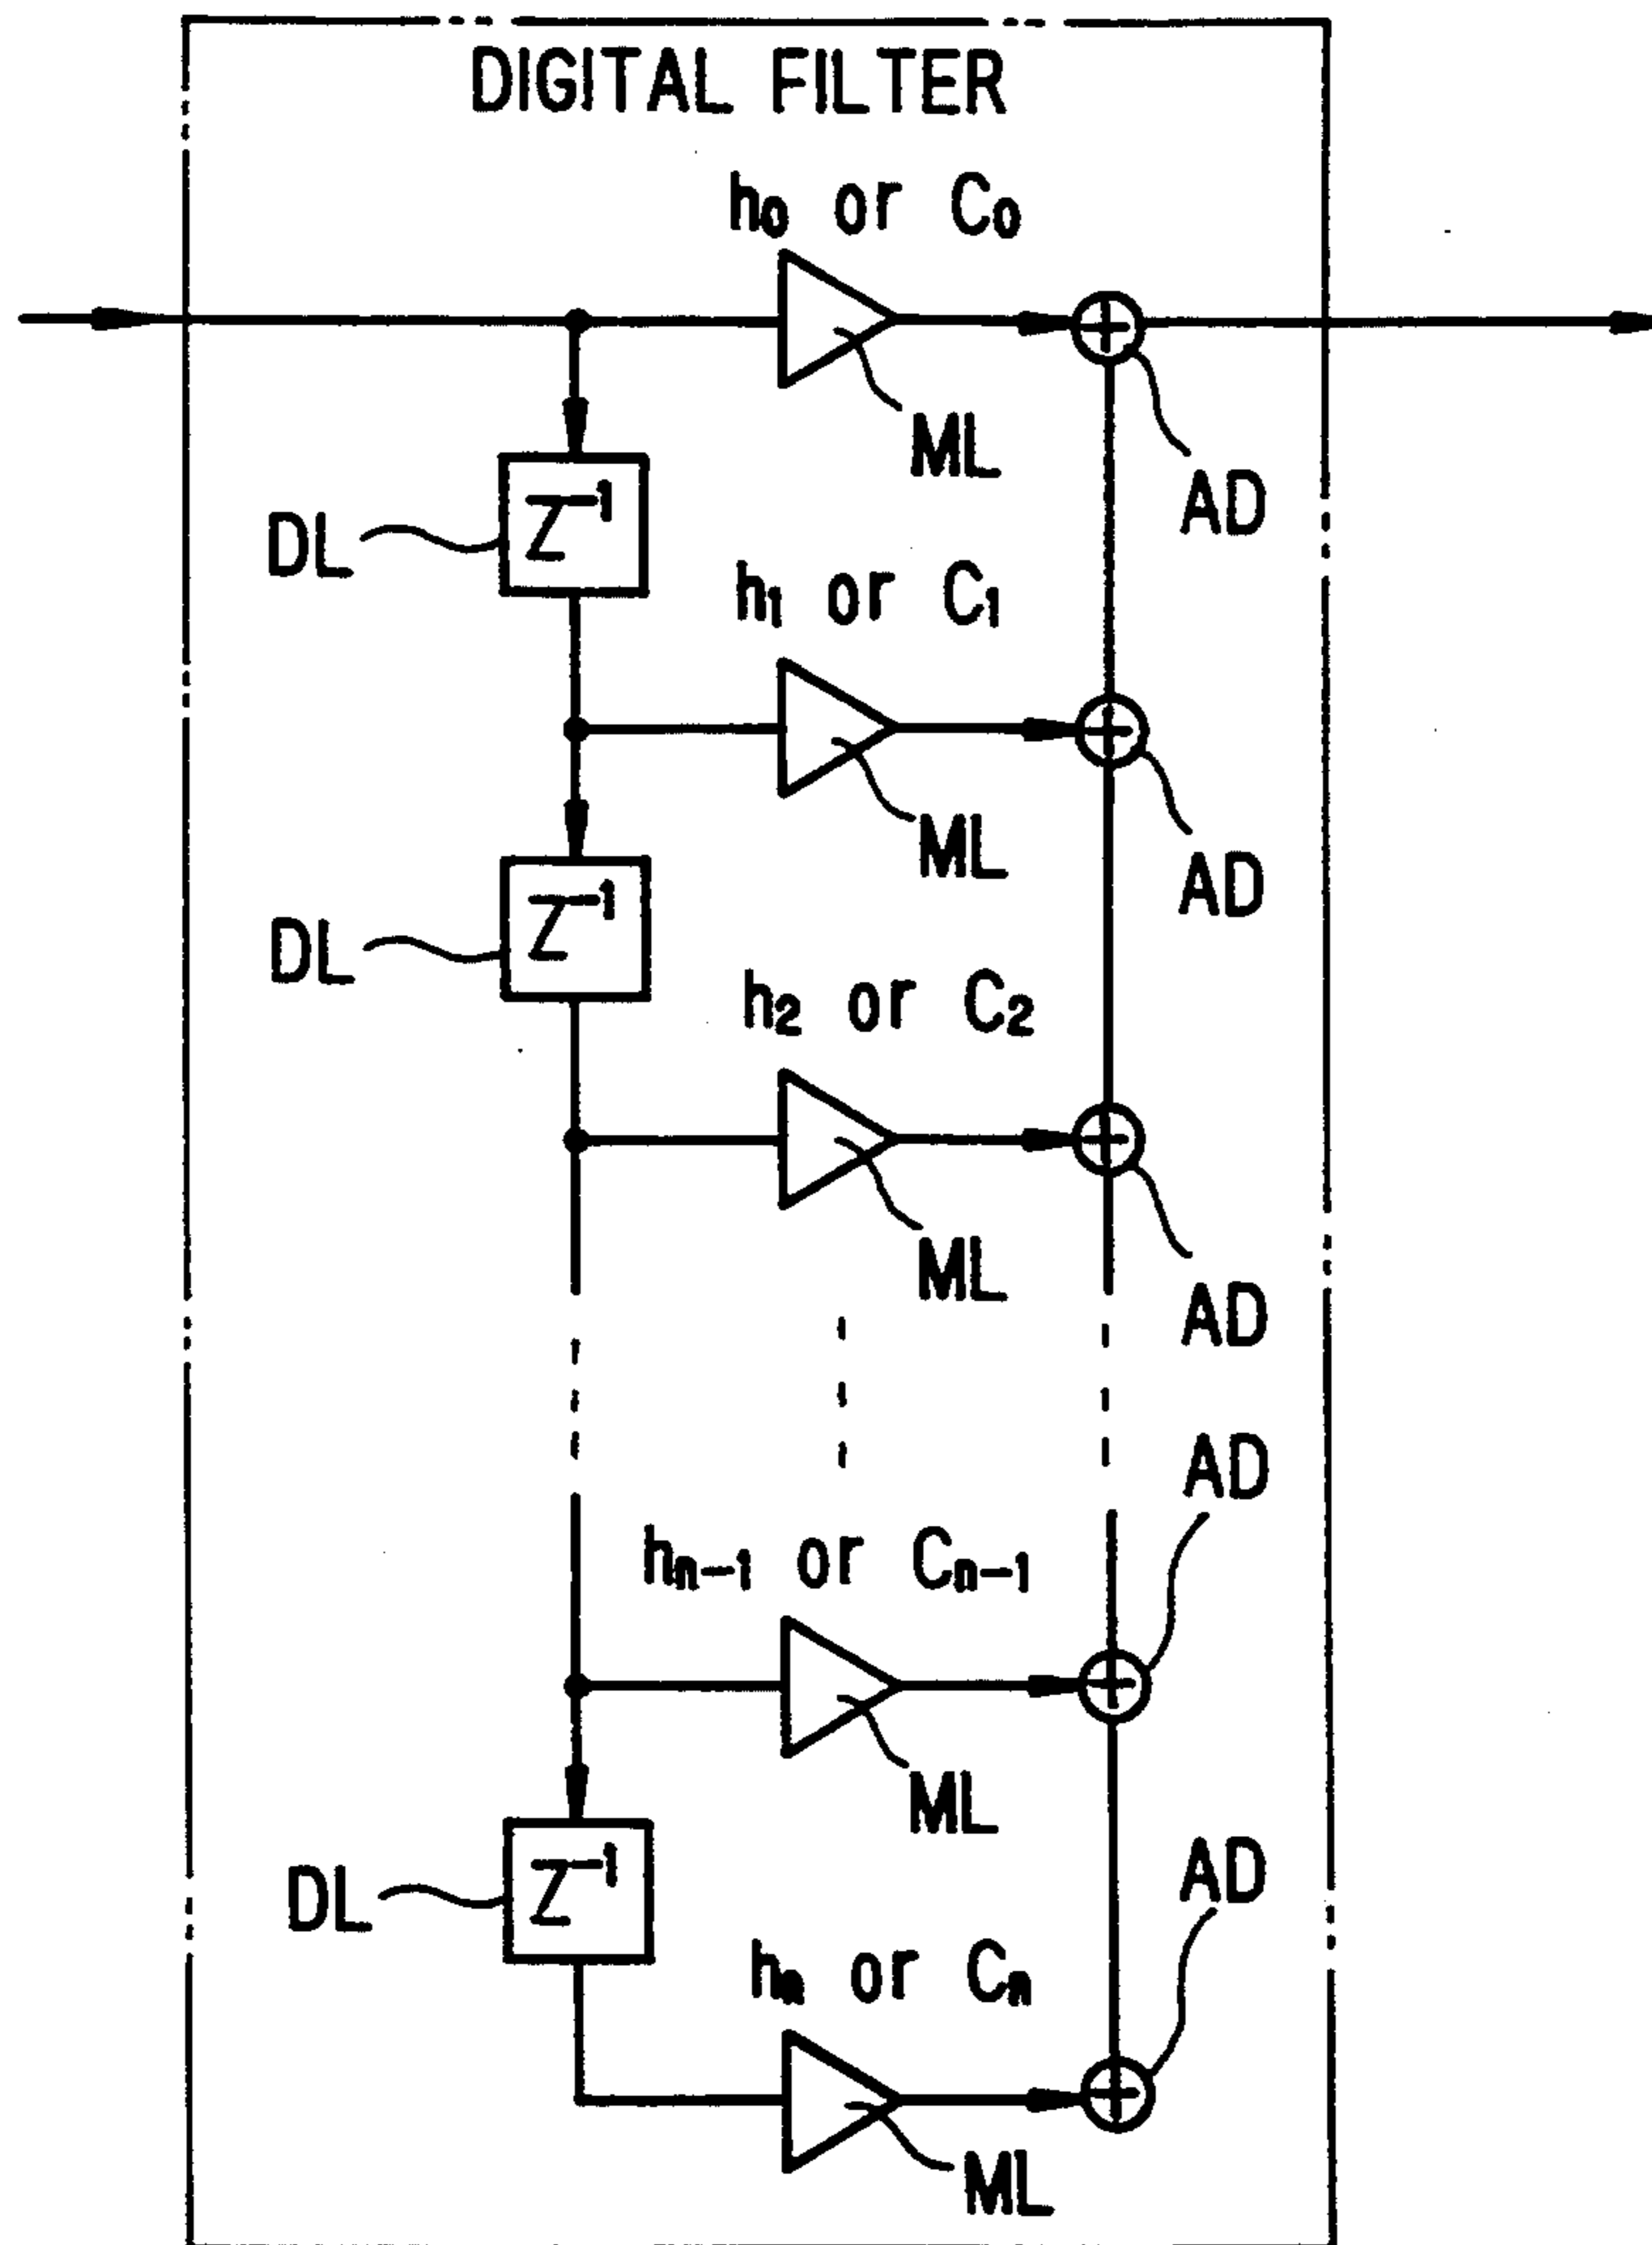 DIGITAL FILTER
h₀ or C₀
ML
AD
Z⁻¹
DL
h₁ or C₁
ML
AD
Z⁻¹
DL
h₂ or C₂
ML
AD
AD
hₙ₋₁ or Cₙ₋₁
ML
AD
Z⁻¹
DL
hₙ or Cₙ
ML